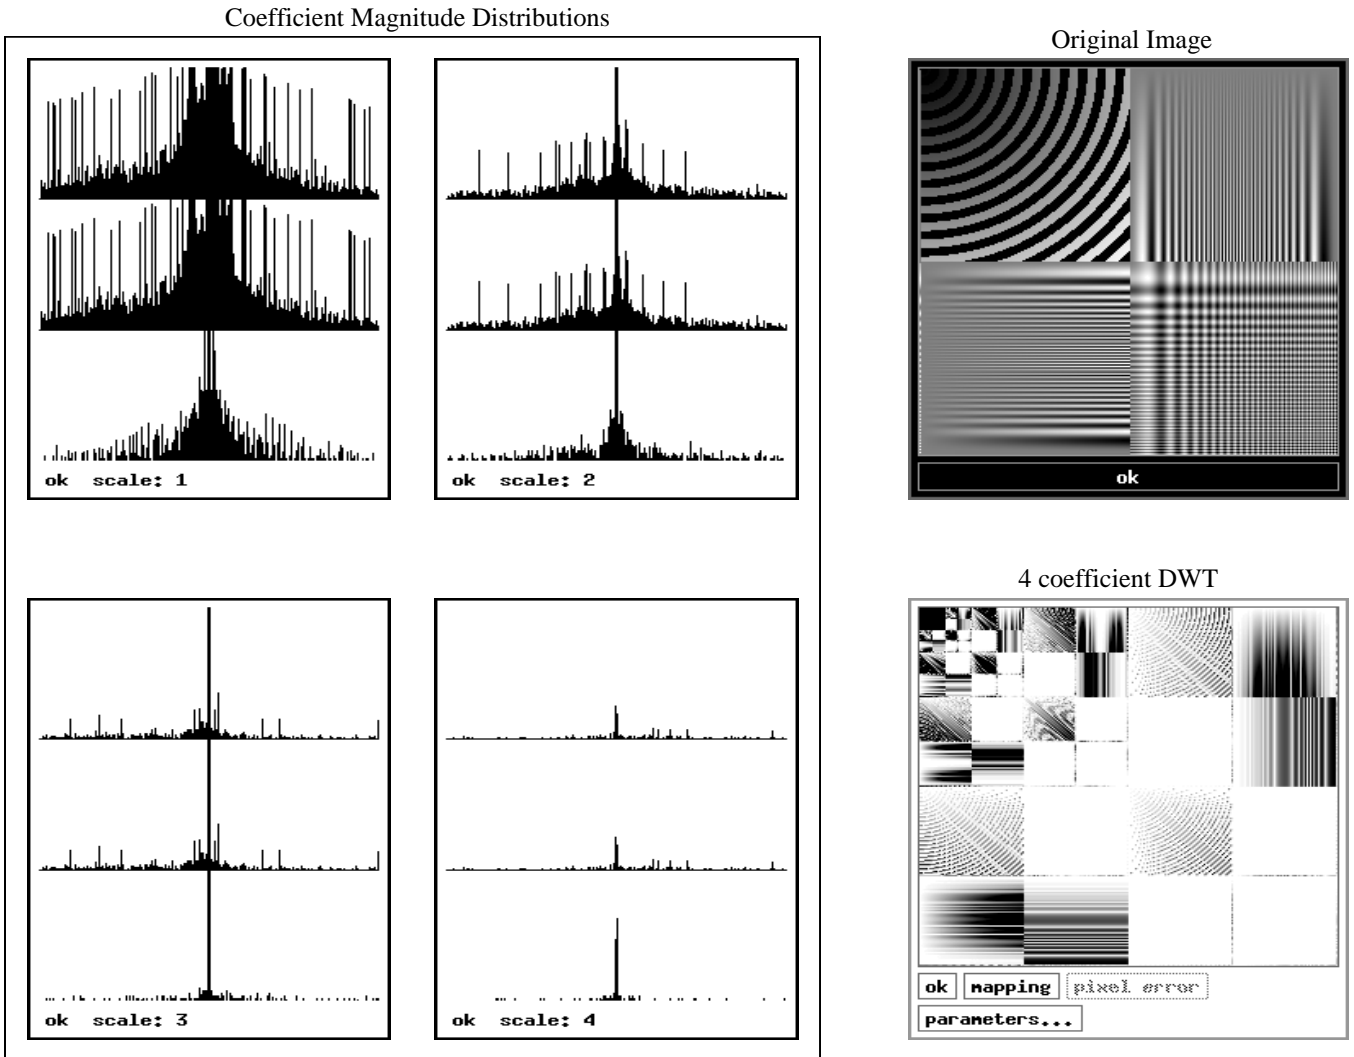 Coefficient Magnitude Distributions
Original Image
ok scale: 1
ok scale: 2
ok
4 coefficient DWT
ok scale: 3
ok scale: 4
ok mapping pixel error
parameters...